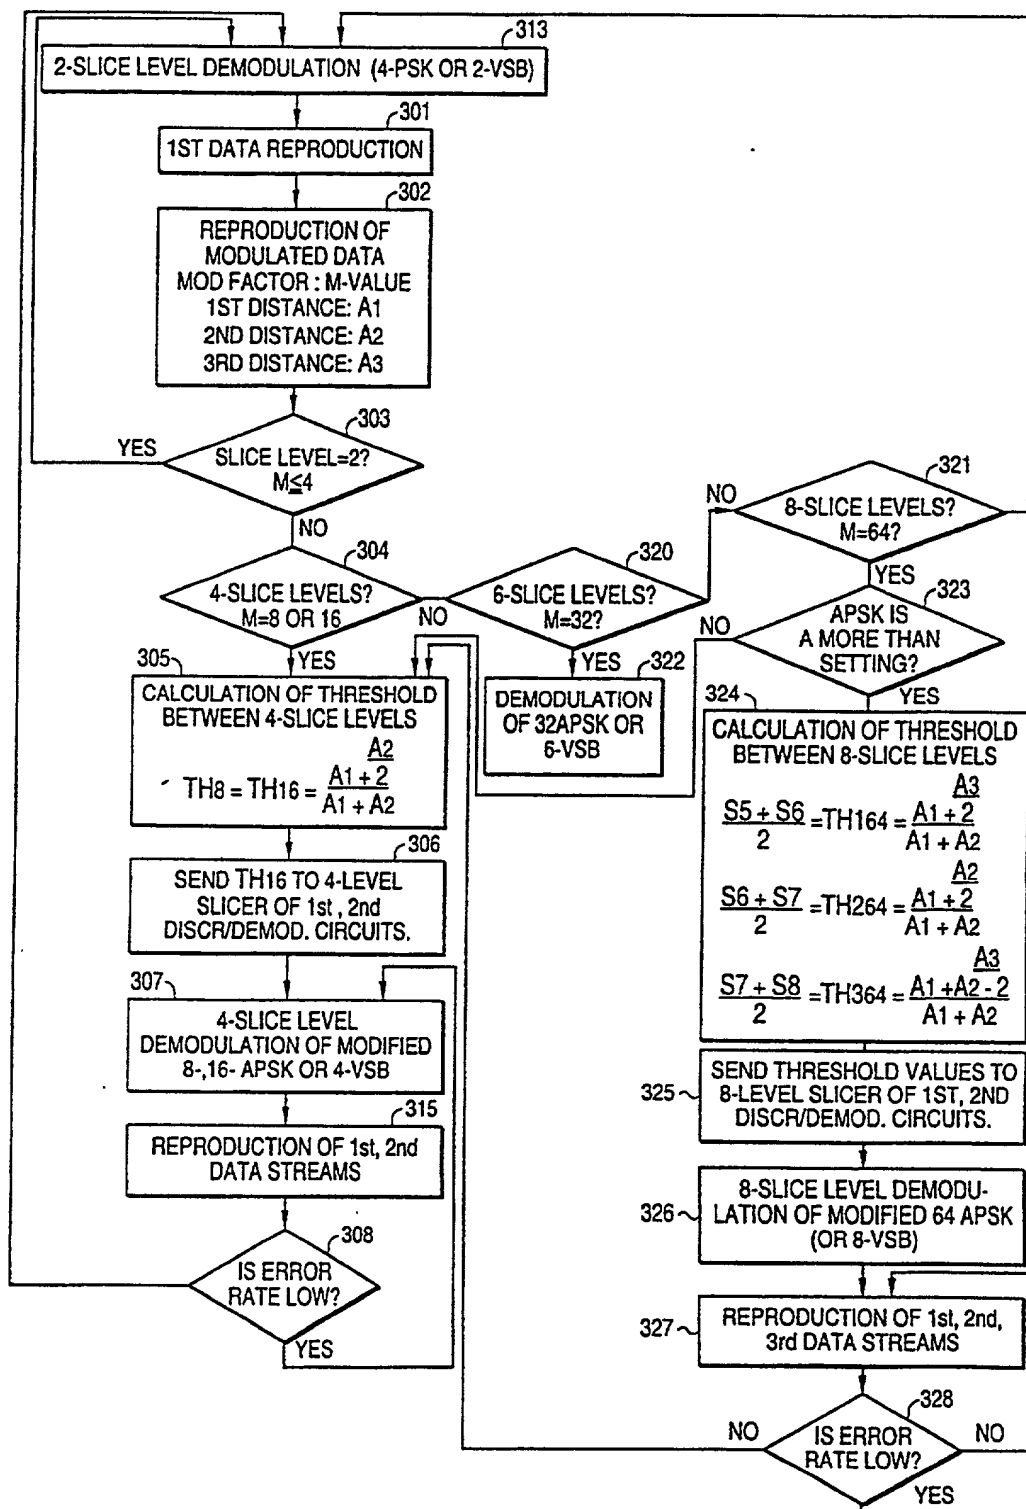 313
2-SLICE LEVEL DEMODULATION (4-PSK OR 2-VSB)
301
1ST DATA REPRODUCTION
302
REPRODUCTION OF
MODULATED DATA
MOD FACTOR : M-VALUE
1ST DISTANCE: A1
2ND DISTANCE: A2
3RD DISTANCE: A3
303
YES
SLICE LEVEL=2?
M≤4
NO
304
4-SLICE LEVELS?
M=8 OR 16
NO
YES
320
6-SLICE LEVELS?
M=32?
YES
NO
321
8-SLICE LEVELS?
M=64?
YES
322
DEMODULATION
OF 32APSK OR
6-VSB
323
NO
APSK IS
A MORE THAN
SETTING?
YES
305
CALCULATION OF THRESHOLD
BETWEEN 4-SLICE LEVELS
A2
TH8 = TH16 = A1 + 2
A1 + A2
306
SEND TH16 TO 4-LEVEL
SLICER OF 1st, 2nd
DISCR/DEMOD. CIRCUITS.
307
4-SLICE LEVEL
DEMODULATION OF MODIFIED
8-,16- APSK OR 4-VSB
315
REPRODUCTION OF 1st, 2nd
DATA STREAMS
308
IS ERROR
RATE LOW?
YES
324
CALCULATION OF THRESHOLD
BETWEEN 8-SLICE LEVELS
A3
S5 + S6 =TH164 = A1 + 2
2 A1 + A2
A2
S6 + S7 =TH264 = A1 + 2
2 A1 + A2
A3
S7 + S8 =TH364 = A1 +A2 - 2
2 A1 + A2
325
SEND THRESHOLD VALUES TO
8-LEVEL SLICER OF 1ST, 2ND
DISCR/DEMOD. CIRCUITS.
326
8-SLICE LEVEL DEMODU-
LATION OF MODIFIED 64 APSK
(OR 8-VSB)
327
REPRODUCTION OF 1st, 2nd,
3rd DATA STREAMS
328
NO
IS ERROR
RATE LOW?
NO
YES